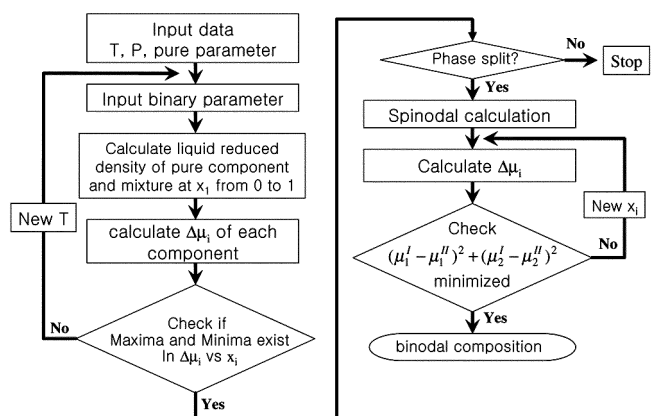 Input data
T, P, pure parameter
Input binary parameter
Calculate liquid reduced
density of pure component
and mixture at x₁ from 0 to 1
New T
calculate Δμᵢ of each
component
No
Check if
Maxima and Minima exist
In Δμᵢ vs xᵢ
Yes
Phase split?
No
Stop
Yes
Spinodal calculation
Calculate Δμᵢ
New xᵢ
Check
(μ₁ᴵ − μ₁ᴵᴵ)² + (μ₂ᴵ − μ₂ᴵᴵ)²
minimized
No
Yes
binodal composition